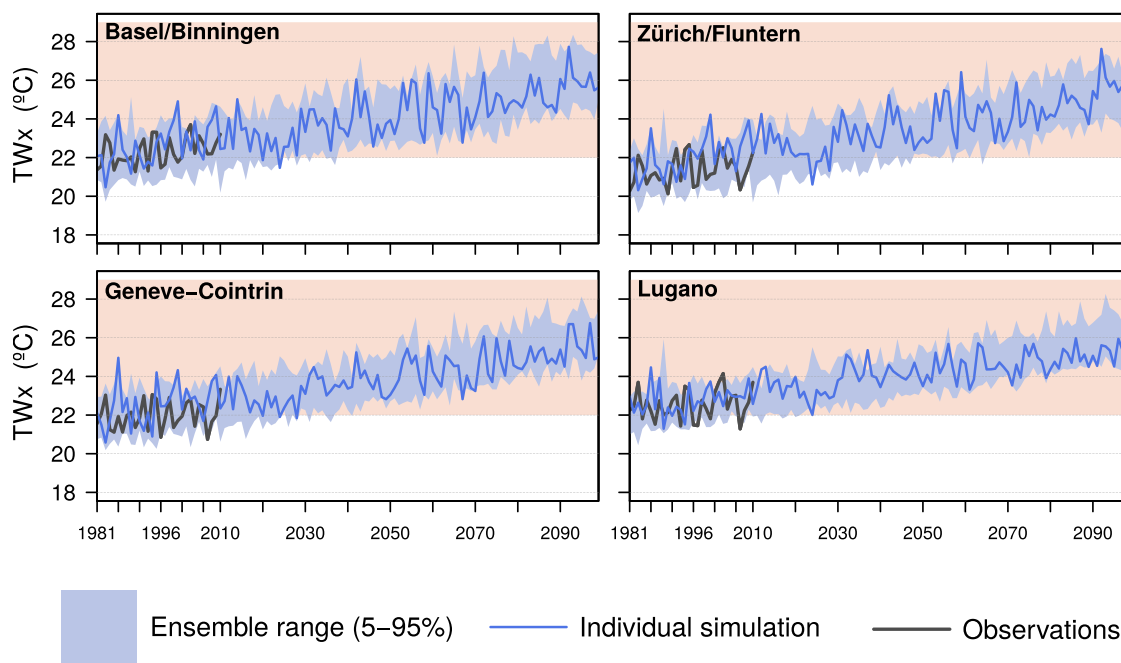 Basel/Binningen
Zürich/Fluntern
TWx (ºC)
28
26
24
22
20
18
Geneve−Cointrin
Lugano
TWx (ºC)
28
26
24
22
20
18
1981 1996 2010 2030 2050 2070 2090
1981 1996 2010 2030 2050 2070 2090
Ensemble range (5−95%) Individual simulation Observations